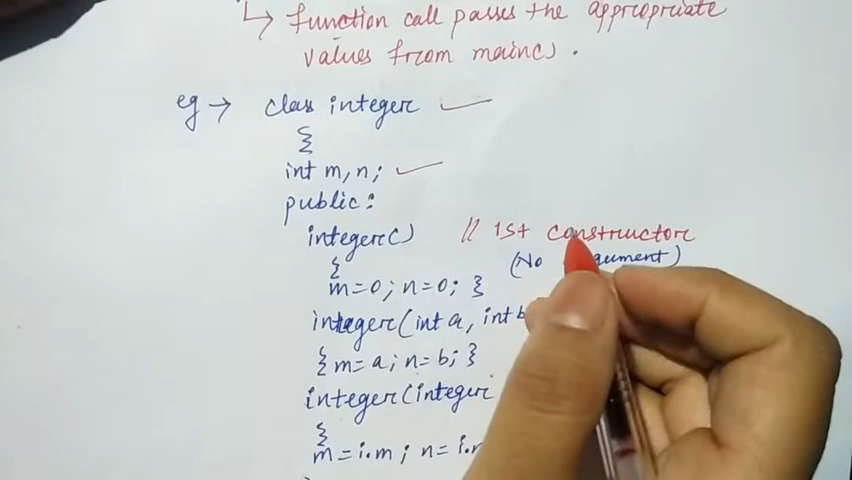 ↳ function call passes the appropriate
values from main().
eg → class integer
{
int m, n;
public:
integer() // 1st constructor
(No argument)
{
m=0; n=0; }
integer(int a, int b
{ m=a; n=b; }
integer(integer
{
m = i.m; n = i.n